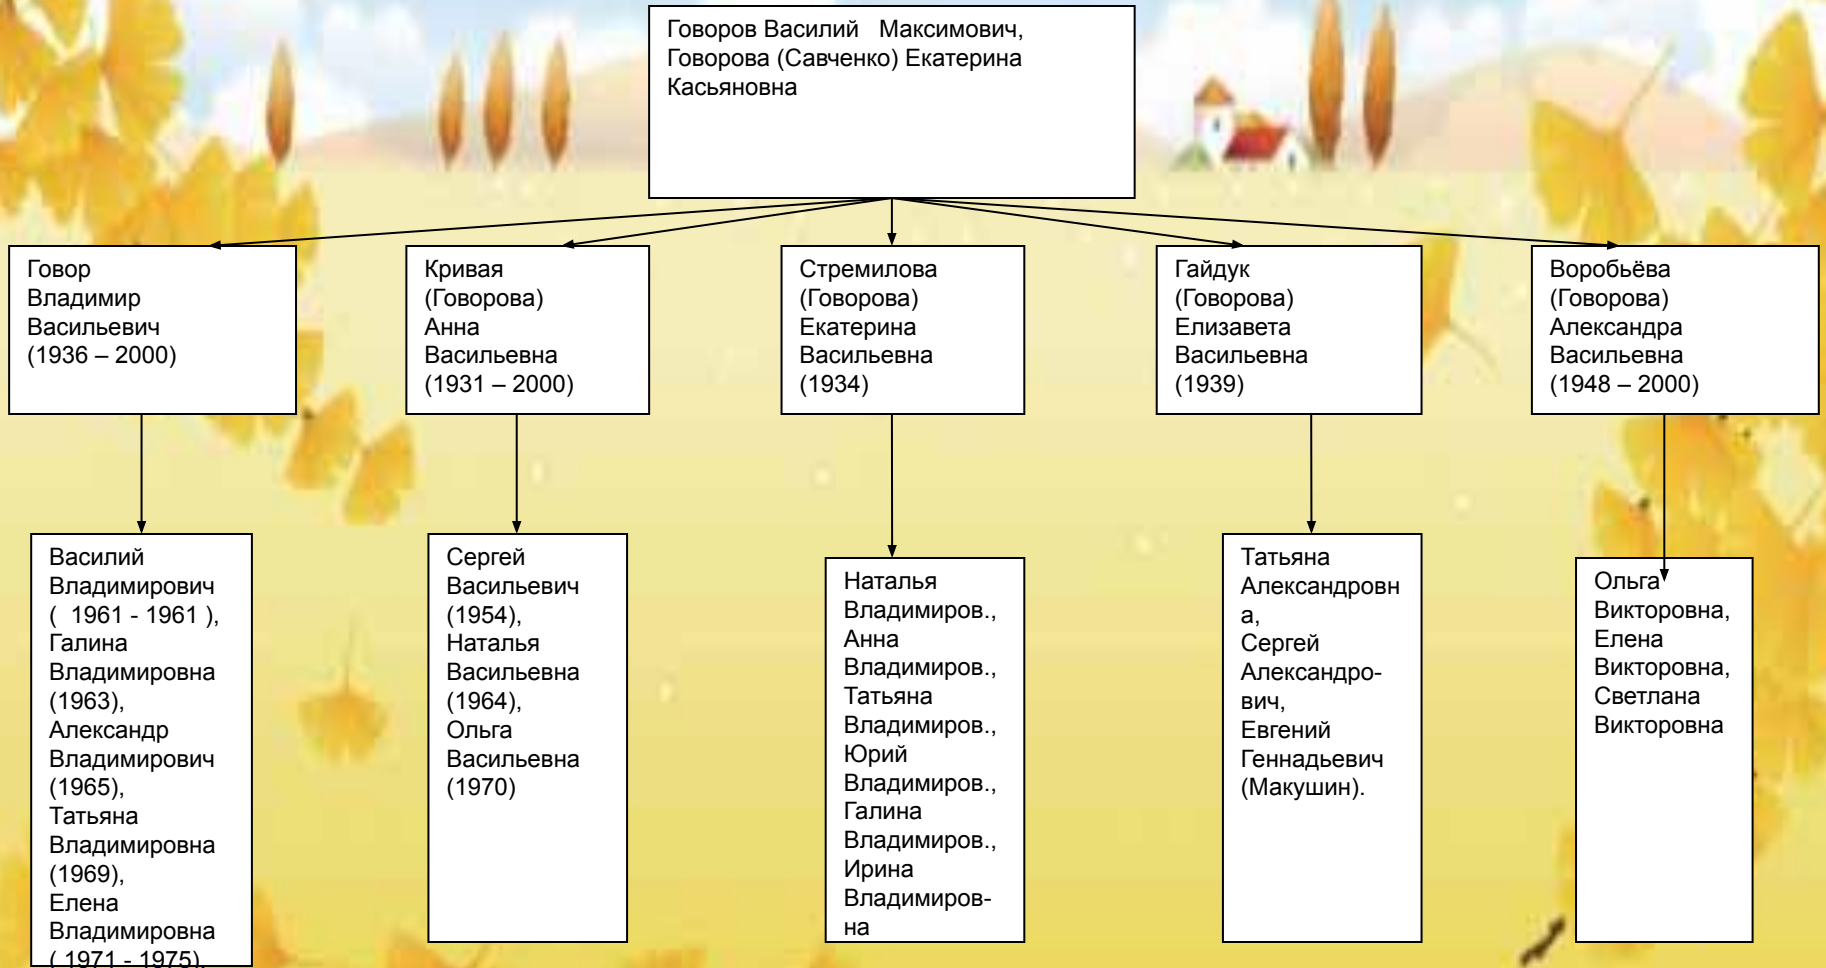 Говоров Василий   Максимович,
Говорова (Савченко) Екатерина
Касьяновна
Говор
Владимир
Васильевич
(1936 – 2000)
Кривая
(Говорова)
Анна
Васильевна
(1931 – 2000)
Стремилова
(Говорова)
Екатерина
Васильевна
(1934)
Гайдук
(Говорова)
Елизавета
Васильевна
(1939)
Воробьёва
(Говорова)
Александра
Васильевна
(1948 – 2000)
Василий
Владимирович
(  1961 - 1961 ),
Галина
Владимировна
(1963),
Александр
Владимирович
(1965),
Татьяна
Владимировна
(1969),
Елена
Владимировна
( 1971 - 1975).
Сергей
Васильевич
(1954),
Наталья
Васильевна
(1964),
Ольга
Васильевна
(1970)
Наталья
Владимиров.,
Анна
Владимиров.,
Татьяна
Владимиров.,
Юрий
Владимиров.,
Галина
Владимиров.,
Ирина
Владимиров-
на
Татьяна
Александровн
а,
Сергей
Александро-
вич,
Евгений
Геннадьевич
(Макушин).
Ольга
Викторовна,
Елена
Викторовна,
Светлана
Викторовна